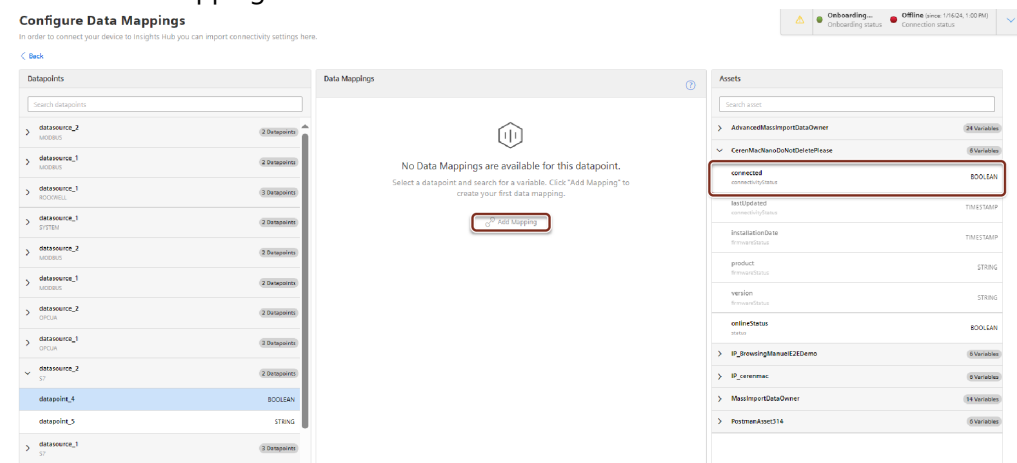 Configure Data Mappings
In order to connect your device to Insights Hub you can import connectivity settings here.
Onboarding...
Onboarding status
Offline (since: 1/16/24, 1:00 PM)
Connection status
Back
Datapoints
Search datapoints
datasource_2
MODBUS
2 Datapoints
datasource_1
MODBUS
2 Datapoints
datasource_1
ROCKWELL
3 Datapoints
datasource_1
SYSTEM
2 Datapoints
datasource_2
MODBUS
2 Datapoints
datasource_1
MODBUS
2 Datapoints
datasource_2
OPCUA
2 Datapoints
datasource_1
OPCUA
2 Datapoints
datasource_2
S7
2 Datapoints
datapoint_4
BOOLEAN
datapoint_5
STRING
datasource_1
S7
3 Datapoints
Data Mappings
?
No Data Mappings are available for this datapoint.
Select a datapoint and search for a variable. Click "Add Mapping" to
create your first data mapping.
Add Mapping
Assets
Search asset
AdvancedMassImportDataOwner
24 Variables
CerenMacNanoDoNotDeletePlease
6 Variables
connected
connectivityStatus
BOOLEAN
lastUpdated
connectivityStatus
TIMESTAMP
installationDate
firmwareStatus
TIMESTAMP
product
firmwareStatus
STRING
version
firmwareStatus
STRING
onlineStatus
status
BOOLEAN
IP_BrowsingManuelE2EDemo
6 Variables
IP_cerenmac
6 Variables
MassImportDataOwner
14 Variables
PostmanAsset314
6 Variables